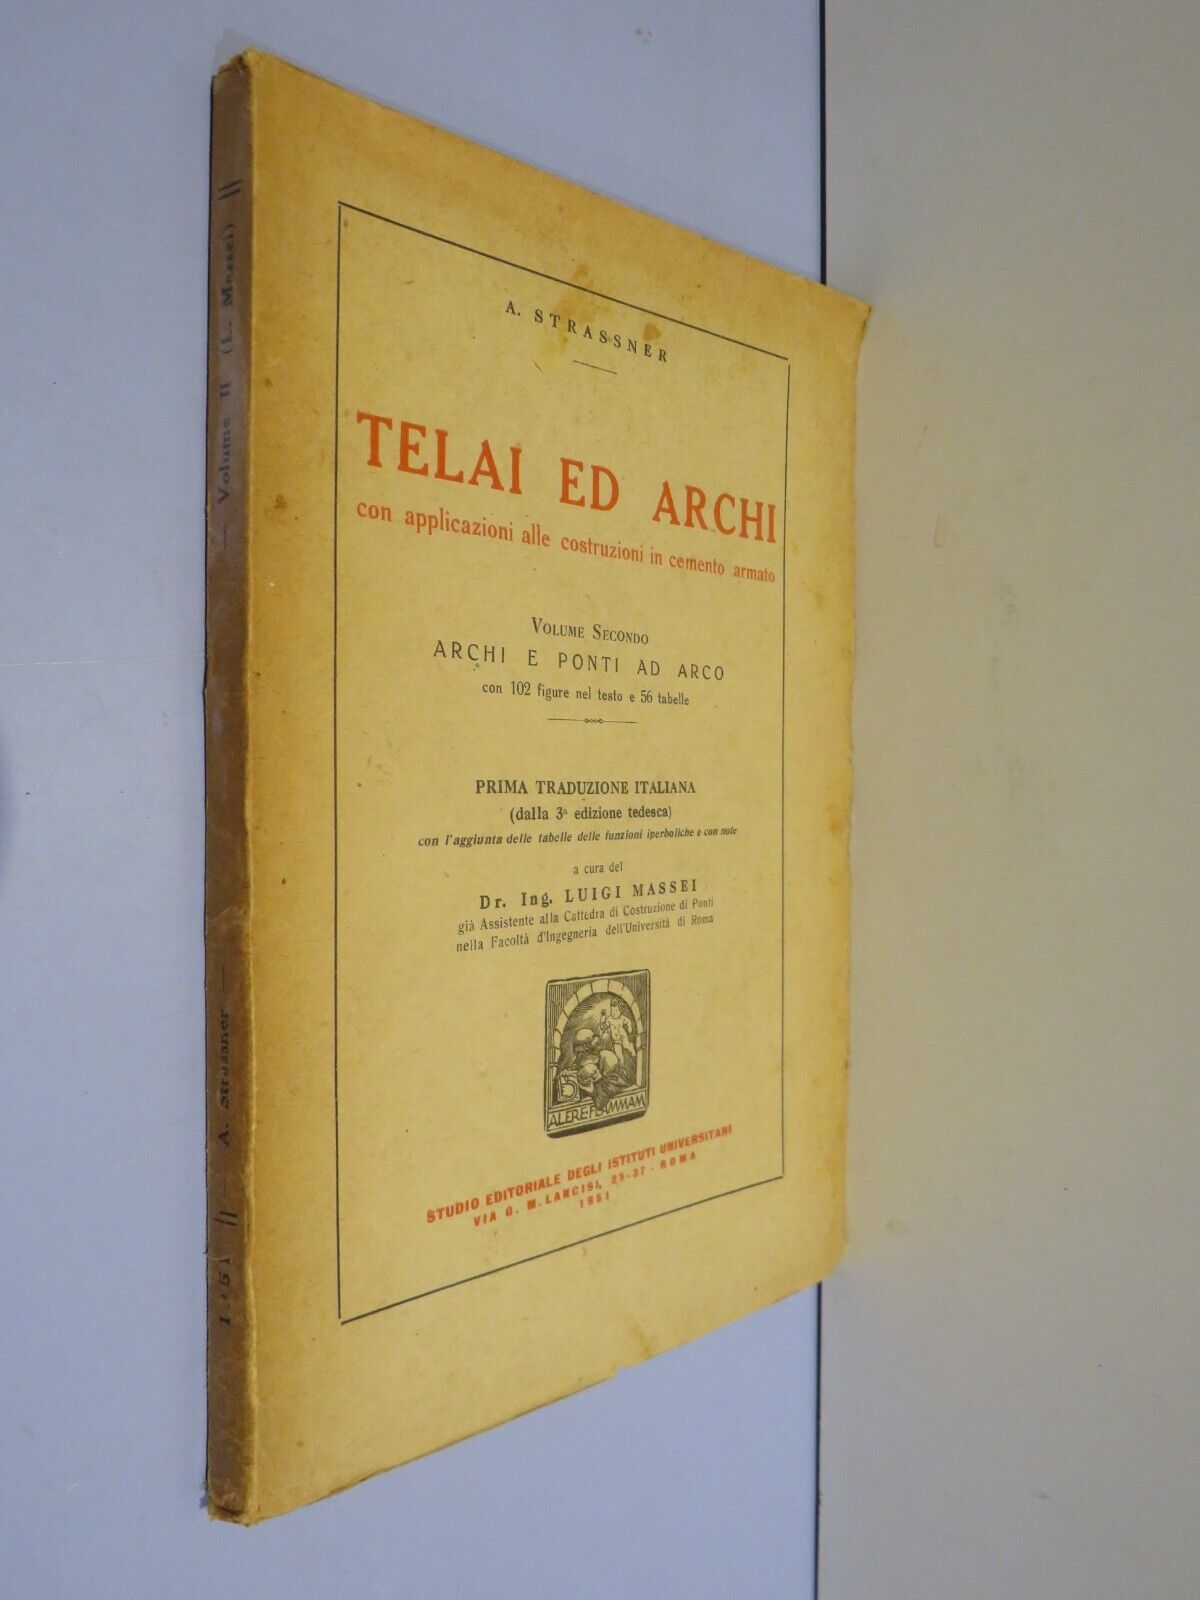 A. STRASSNER
TELAI ED ARCHI
con applicazioni alle costruzioni in cemento armato
VOLUME SECONDO
ARCHI E PONTI AD ARCO
con 102 figure nel testo e 56 tabelle
PRIMA TRADUZIONE ITALIANA
(dalla 3ª edizione tedesca)
con l'aggiunta delle tabelle delle funzioni iperboliche e con note
a cura del
Dr. Ing. LUIGI MASSEI
già Assistente alla Cattedra di Costruzione di Ponti
nella Facoltà d'Ingegneria dell'Università di Roma
ALERE·FLAMMAM
STUDIO EDITORIALE DEGLI ISTITUTI UNIVERSITARI
VIA G. M. LANCISI, 25-37 - ROMA
1951
1951 || A. Strassner — — Volume II (L. Massei) ||